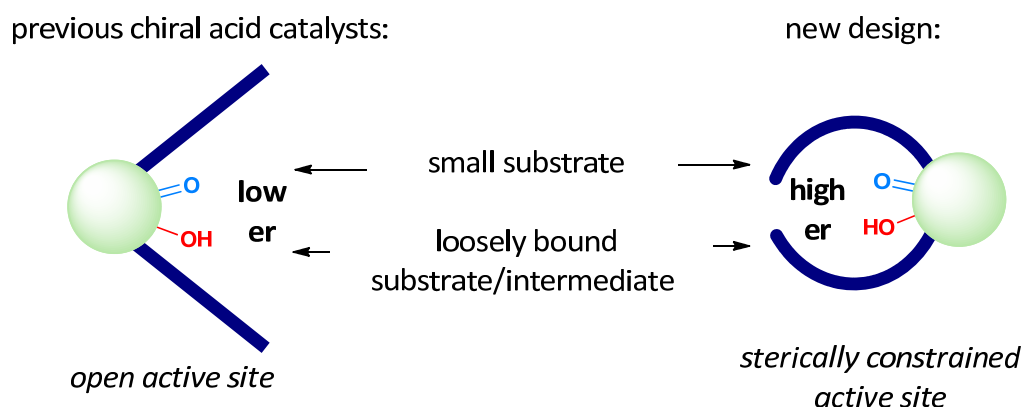 previous chiral acid catalysts:
new design:
small substrate
O
OH
low
er
loosely bound
substrate/intermediate
O
HO
high
er
open active site
sterically constrained
active site